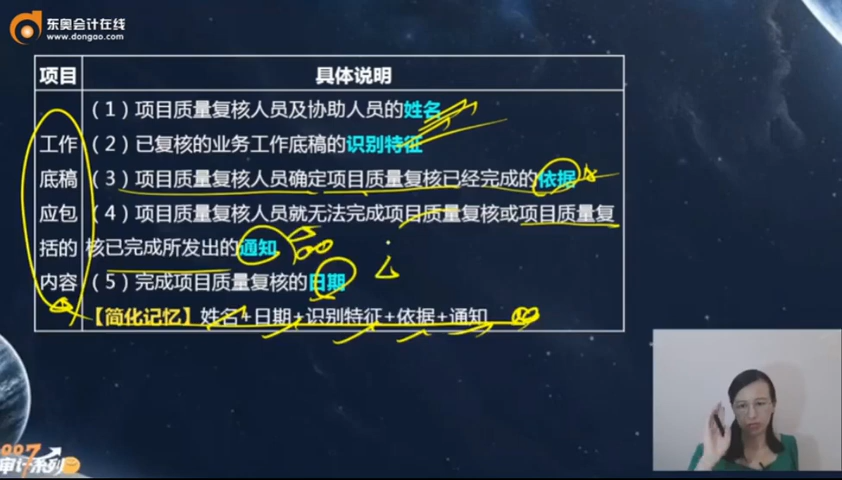 东奥会计在线
www.dongao.com
项目 具体说明
(1)项目质量复核人员及协助人员的姓名
工作 (2)已复核的业务工作底稿的识别特征
底稿 (3)项目质量复核人员确定项目质量复核已经完成的依据
应包 (4)项目质量复核人员就无法完成项目质量复核或项目质量复
括的 核已完成所发出的通知
内容 (5)完成项目质量复核的日期
【简化记忆】姓名+日期+识别特征+依据+通知
审计系列